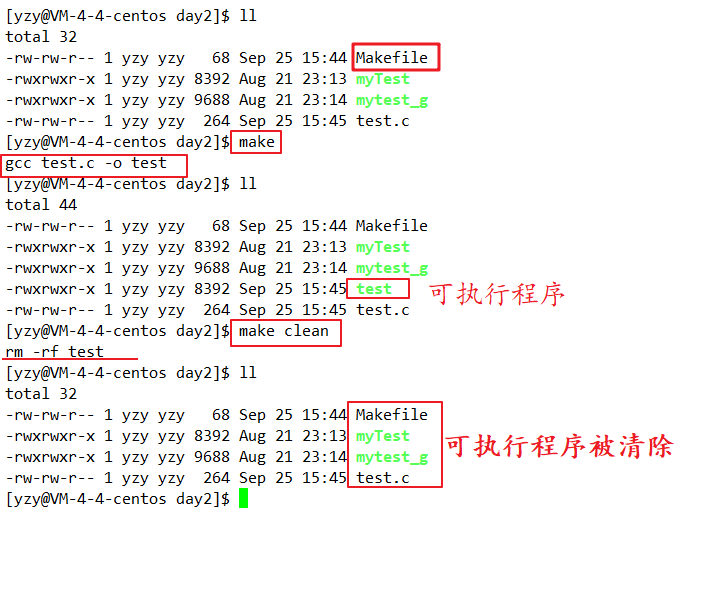 [yzy@VM-4-4-centos day2]$ ll
total 32
-rw-rw-r-- 1 yzy yzy   68 Sep 25 15:44 Makefile
-rwxrwxr-x 1 yzy yzy 8392 Aug 21 23:13 myTest
-rwxrwxr-x 1 yzy yzy 9688 Aug 21 23:14 mytest_g
-rw-rw-r-- 1 yzy yzy  264 Sep 25 15:45 test.c
[yzy@VM-4-4-centos day2]$ make
gcc test.c -o test
[yzy@VM-4-4-centos day2]$ ll
total 44
-rw-rw-r-- 1 yzy yzy   68 Sep 25 15:44 Makefile
-rwxrwxr-x 1 yzy yzy 8392 Aug 21 23:13 myTest
-rwxrwxr-x 1 yzy yzy 9688 Aug 21 23:14 mytest_g
-rwxrwxr-x 1 yzy yzy 8392 Sep 25 15:45 test 可执行程序
-rw-rw-r-- 1 yzy yzy  264 Sep 25 15:45 test.c
[yzy@VM-4-4-centos day2]$ make clean
rm -rf test
[yzy@VM-4-4-centos day2]$ ll
total 32
-rw-rw-r-- 1 yzy yzy   68 Sep 25 15:44 Makefile
-rwxrwxr-x 1 yzy yzy 8392 Aug 21 23:13 myTest 可执行程序被清除
-rwxrwxr-x 1 yzy yzy 9688 Aug 21 23:14 mytest_g
-rw-rw-r-- 1 yzy yzy  264 Sep 25 15:45 test.c
[yzy@VM-4-4-centos day2]$